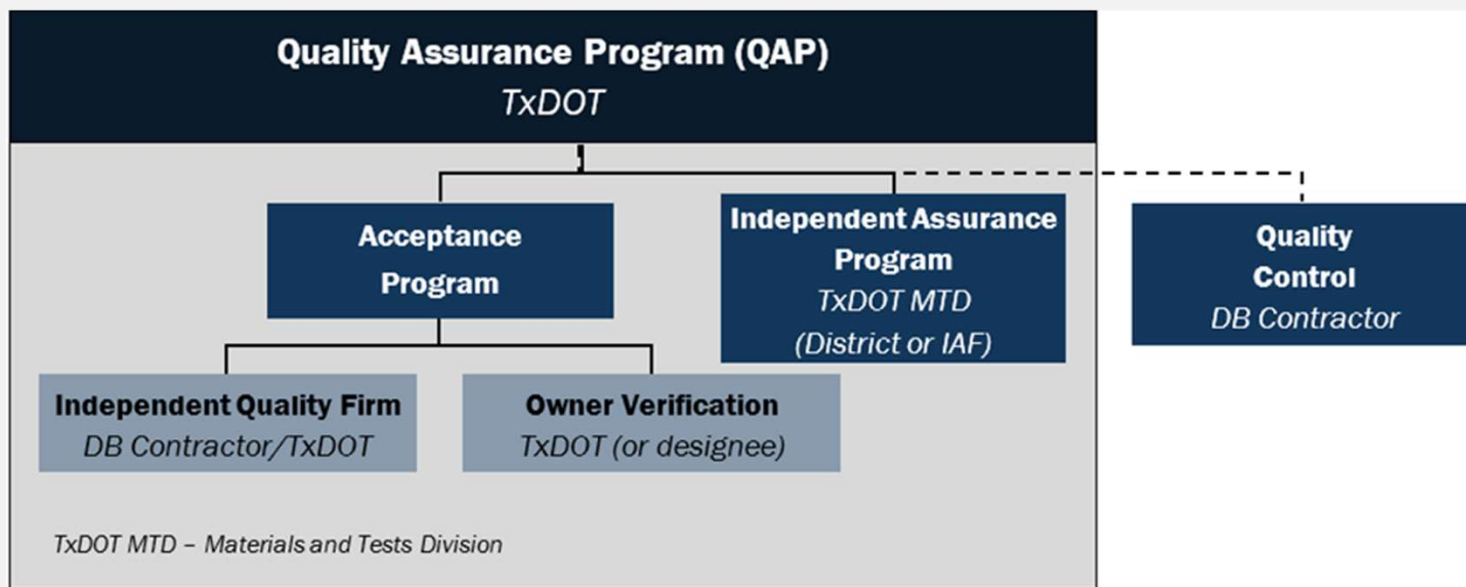 Quality Assurance Program (QAP)
TxDOT
Acceptance
Program
Independent Assurance
Program
TxDOT MTD
(District or IAF)
Quality
Control
DB Contractor
Independent Quality Firm
DB Contractor/TxDOT
Owner Verification
TxDOT (or designee)
TxDOT MTD – Materials and Tests Division